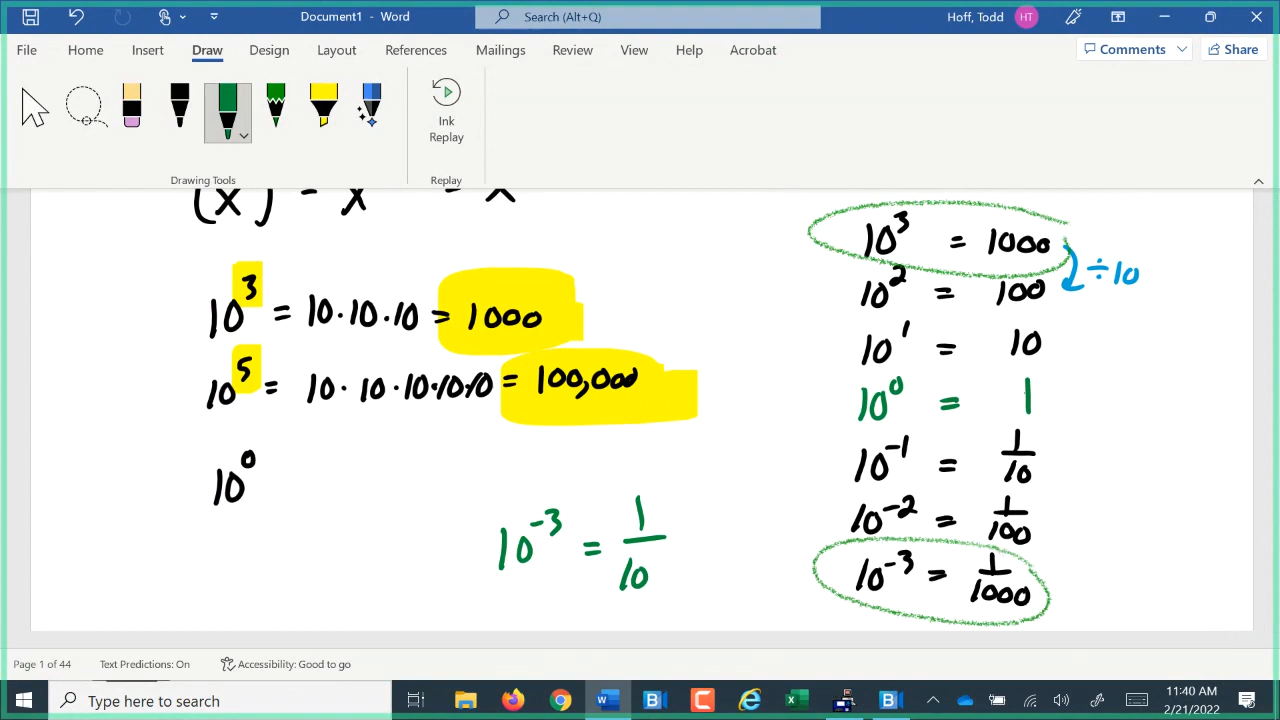 Document1 - Word
Search (Alt+Q)
Hoff, Todd
HT
File Home Insert Draw Design Layout References Mailings Review View Help Acrobat
Comments
Share
Ink Replay
Drawing Tools
Replay
(x) = x = x
10³ = 10·10·10 = 1000
10⁵ = 10·10·10·10·10 = 100,000
10⁰
10⁻³ = 1/10
10³ = 1000
÷10
10² = 100
10¹ = 10
10⁰ = 1
10⁻¹ = 1/10
10⁻² = 1/100
10⁻³ = 1/1000
Page 1 of 44
Text Predictions: On
Accessibility: Good to go
Type here to search
11:40 AM
2/21/2022